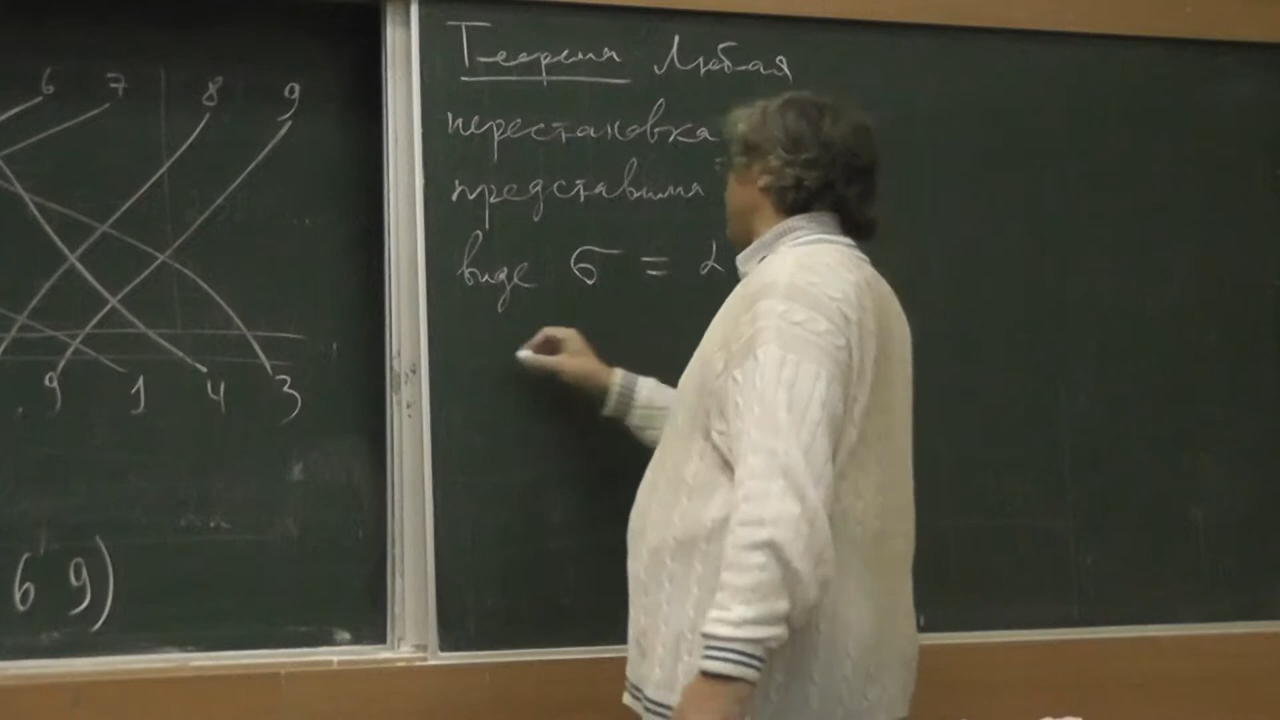 6 7 8 9
9 1 4 3
6 9)
Теорема Любая
перестановка
представима
виде σ = α